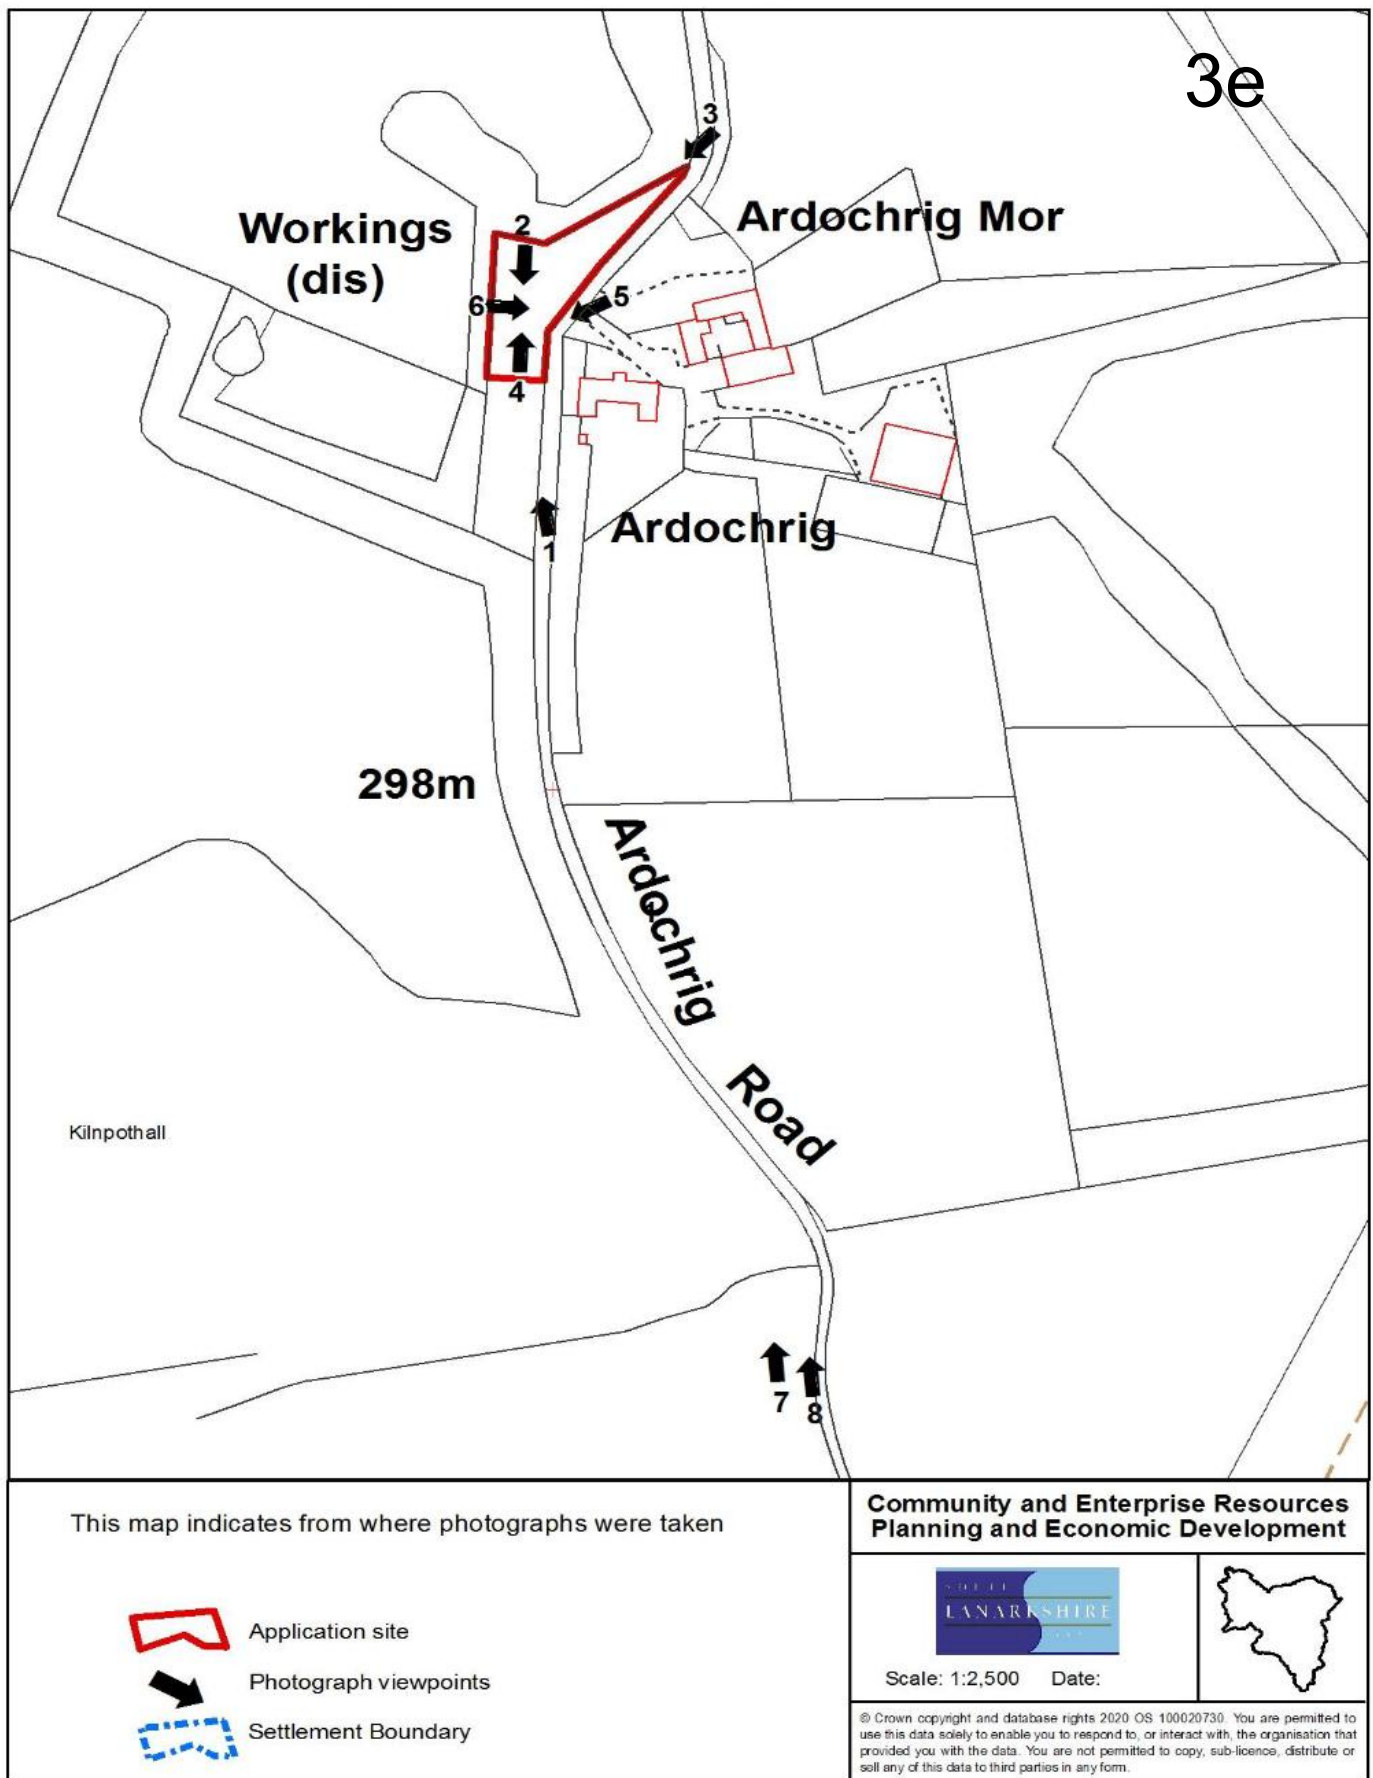 3e
3
Ardochrig Mor
Workings
(dis)
2
5
6
4
Ardochrig
1
298m
Ardochrig Road
Kilnpothall
7
8
This map indicates from where photographs were taken
Application site
Photograph viewpoints
Settlement Boundary
Community and Enterprise Resources
Planning and Economic Development
LANARKSHIRE
Scale: 1:2,500 Date:
© Crown copyright and database rights 2020 OS 100020730. You are permitted to
use this data solely to enable you to respond to, or interact with, the organisation that
provided you with the data. You are not permitted to copy, sub-licence, distribute or
sell any of this data to third parties in any form.